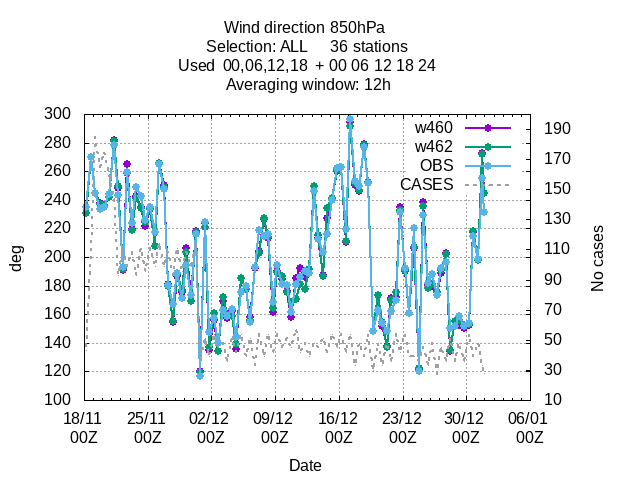 Wind direction 850hPa
Selection: ALL     36 stations
Used  00,06,12,18  + 00 06 12 18 24
Averaging window: 12h
300
280
260
240
220
200
180
160
140
120
100
deg
190
170
150
130
110
90
70
50
30
10
No cases
w460
w462
OBS
CASES
18/11 25/11 02/12 09/12 16/12 23/12 30/12 06/01
00Z 00Z 00Z 00Z 00Z 00Z 00Z 00Z
Date